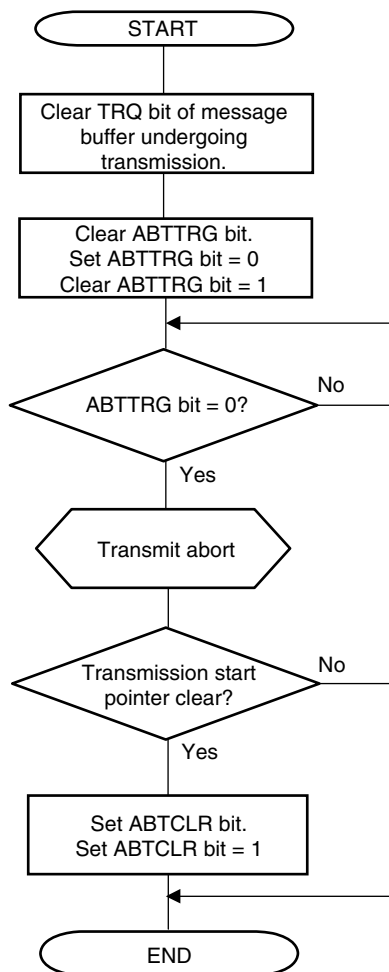 START
Clear TRQ bit of message
buffer undergoing
transmission.
Clear ABTTRG bit.
Set ABTTRG bit = 0
Clear ABTTRG bit = 1
ABTTRG bit = 0?
No
Yes
Transmit abort
Transmission start
pointer clear?
No
Yes
Set ABTCLR bit.
Set ABTCLR bit = 1
END